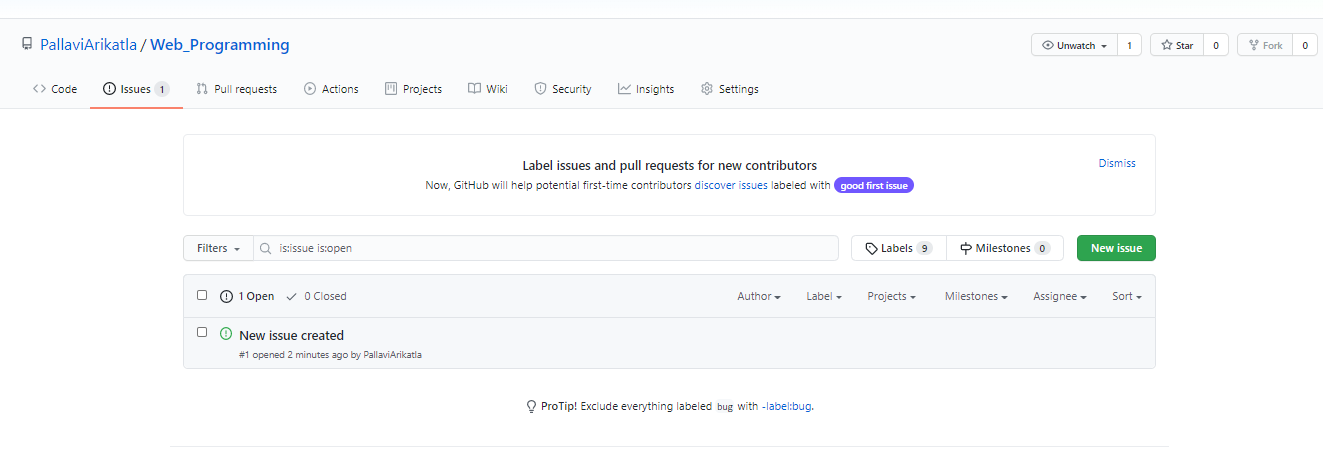 PallaviArikatla / Web_Programming
Unwatch 1 Star 0 Fork 0
Code Issues 1 Pull requests Actions Projects Wiki Security Insights Settings
Label issues and pull requests for new contributors
Dismiss
Now, GitHub will help potential first-time contributors discover issues labeled with good first issue
Filters is:issue is:open Labels 9 Milestones 0 New issue
1 Open 0 Closed Author Label Projects Milestones Assignee Sort
New issue created
#1 opened 2 minutes ago by PallaviArikatla
ProTip! Exclude everything labeled bug with -label:bug.